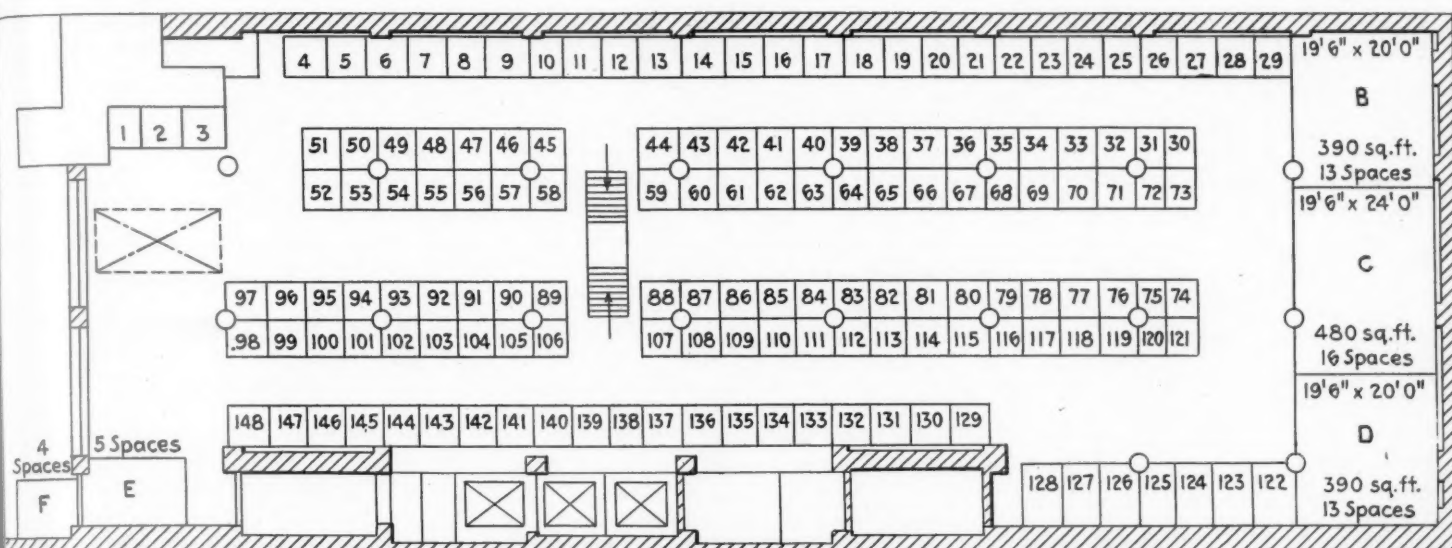 4 5 6 7 8 9 10 11 12 13 14 15 16 17 18 19 20 21 22 23 24 25 26 27 28 29
19'6" x 20'0"
B
390 sq.ft.
13 Spaces
1 2 3
51 50 49 48 47 46 45 44 43 42 41 40 39 38 37 36 35 34 33 32 31 30
52 53 54 55 56 57 58 59 60 61 62 63 64 65 66 67 68 69 70 71 72 73
19'6" x 24'0"
C
480 sq.ft.
16 Spaces
97 96 95 94 93 92 91 90 89 88 87 86 85 84 83 82 81 80 79 78 77 76 75 74
98 99 100 101 102 103 104 105 106 107 108 109 110 111 112 113 114 115 116 117 118 119 120 121
19'6" x 20'0"
D
390 sq.ft.
13 Spaces
148 147 146 145 144 143 142 141 140 139 138 137 136 135 134 133 132 131 130 129
4
Spaces
F
5 Spaces
E
128 127 126 125 124 123 122